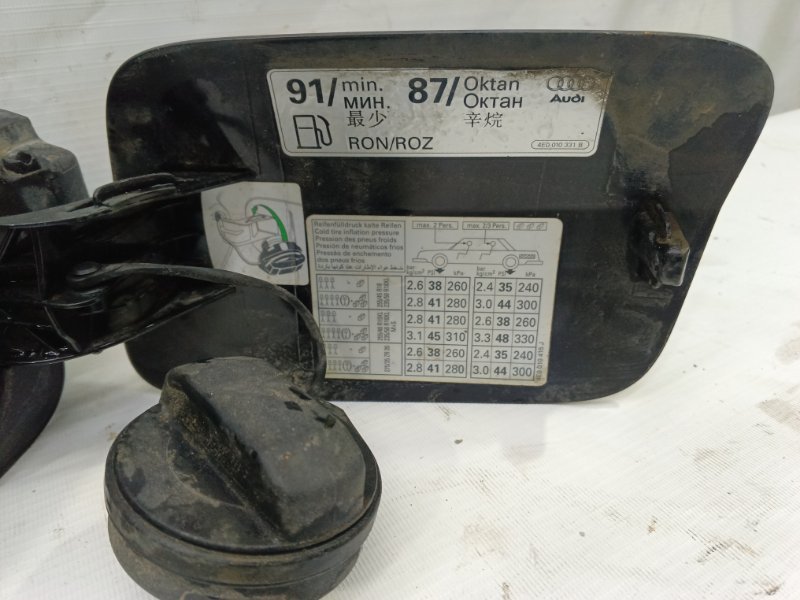 91/ min. 87/ Oktan
мин. Октан Audi
最少 辛烷
RON/ROZ 4E0 010 331 B
Reifenfülldruck kalte Reifen
Cold tire inflation pressure
Pression des pneus froids
Presión de neumáticos fríos
Pressão de enchimento
dos pneus frios
max. 2 Pers. max. 2/3 Pers.
bar PSI kPa bar PSI kPa
kg/cm² kg/cm²
2.6 38 260 2.4 35 240
2.8 41 280 3.0 44 300
2.8 41 280 2.6 38 260
3.1 45 310 3.3 48 330
2.6 38 260 2.4 35 240
2.8 41 280 3.0 44 300